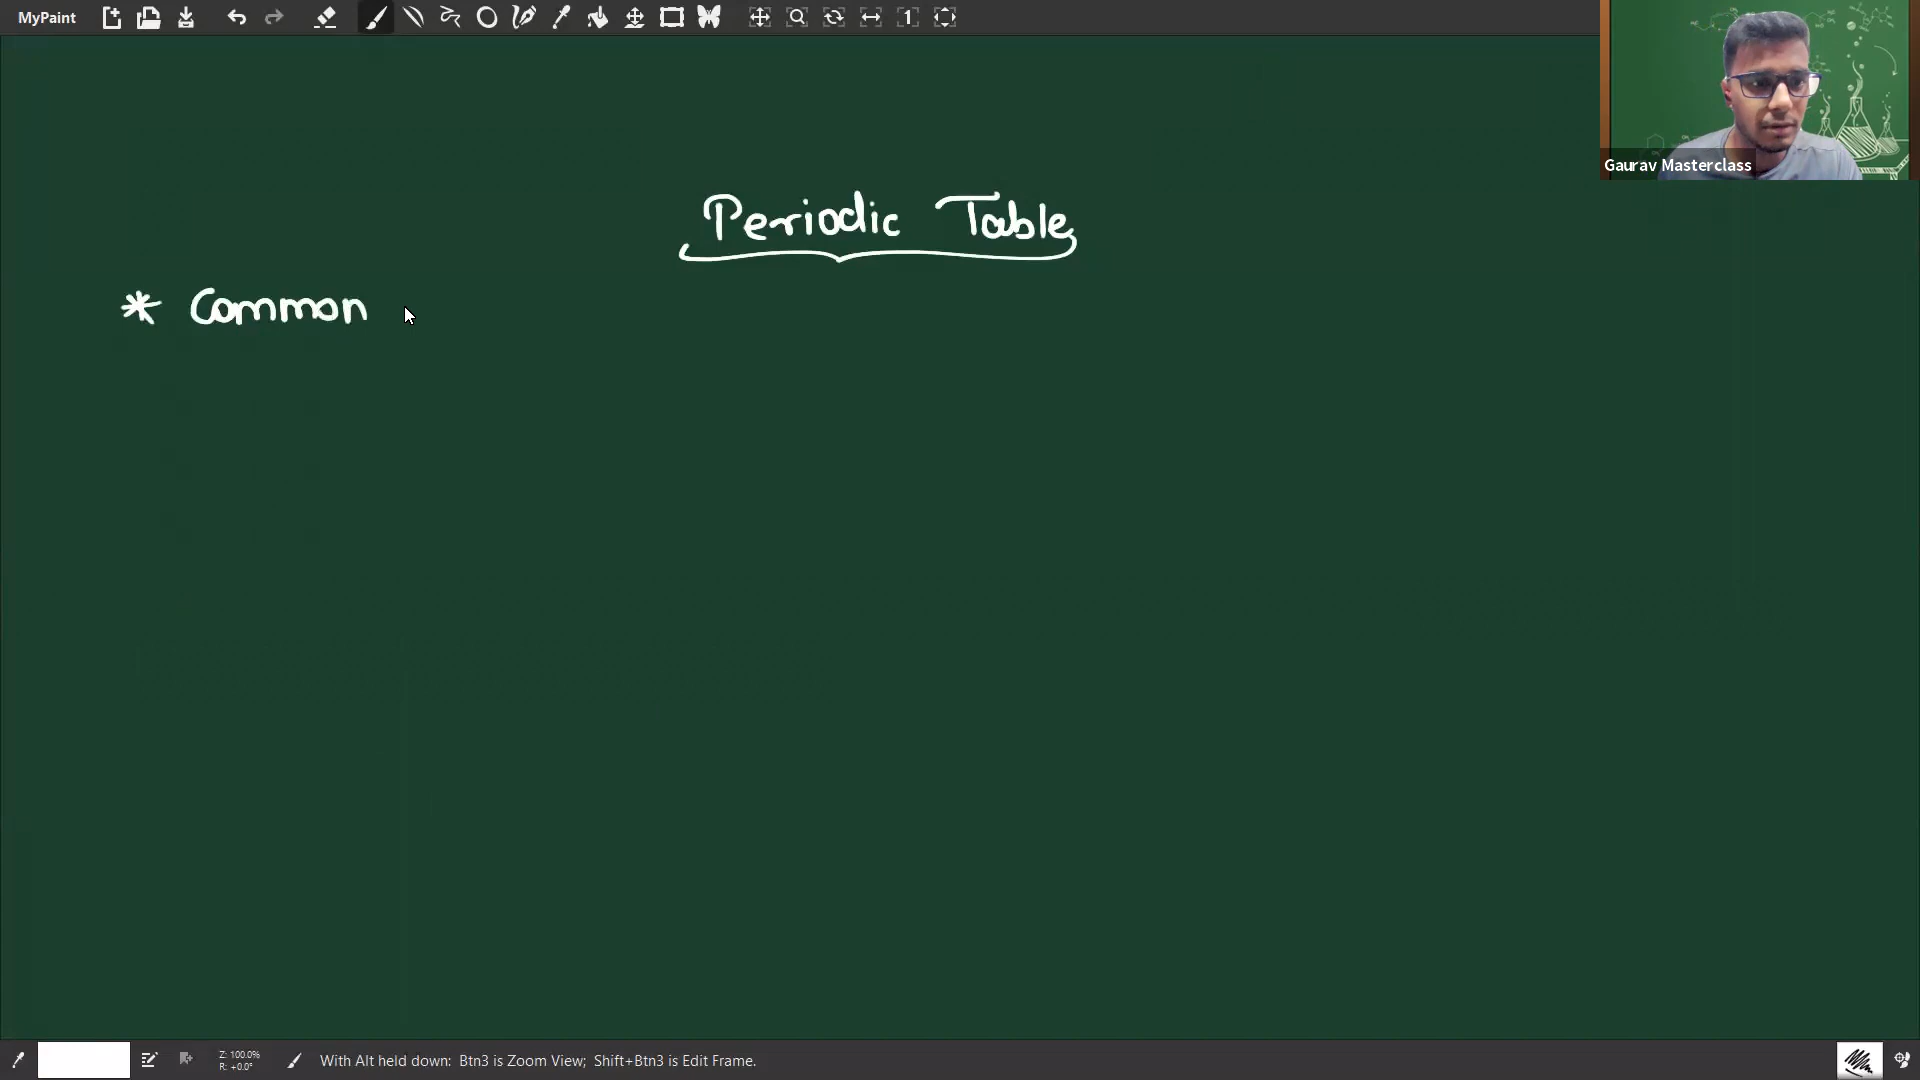 MyPaint
Gaurav Masterclass
Periodic Table
* Common
Z: 100.0%
R: +0.0°
With Alt held down: Btn3 is Zoom View; Shift+Btn3 is Edit Frame.